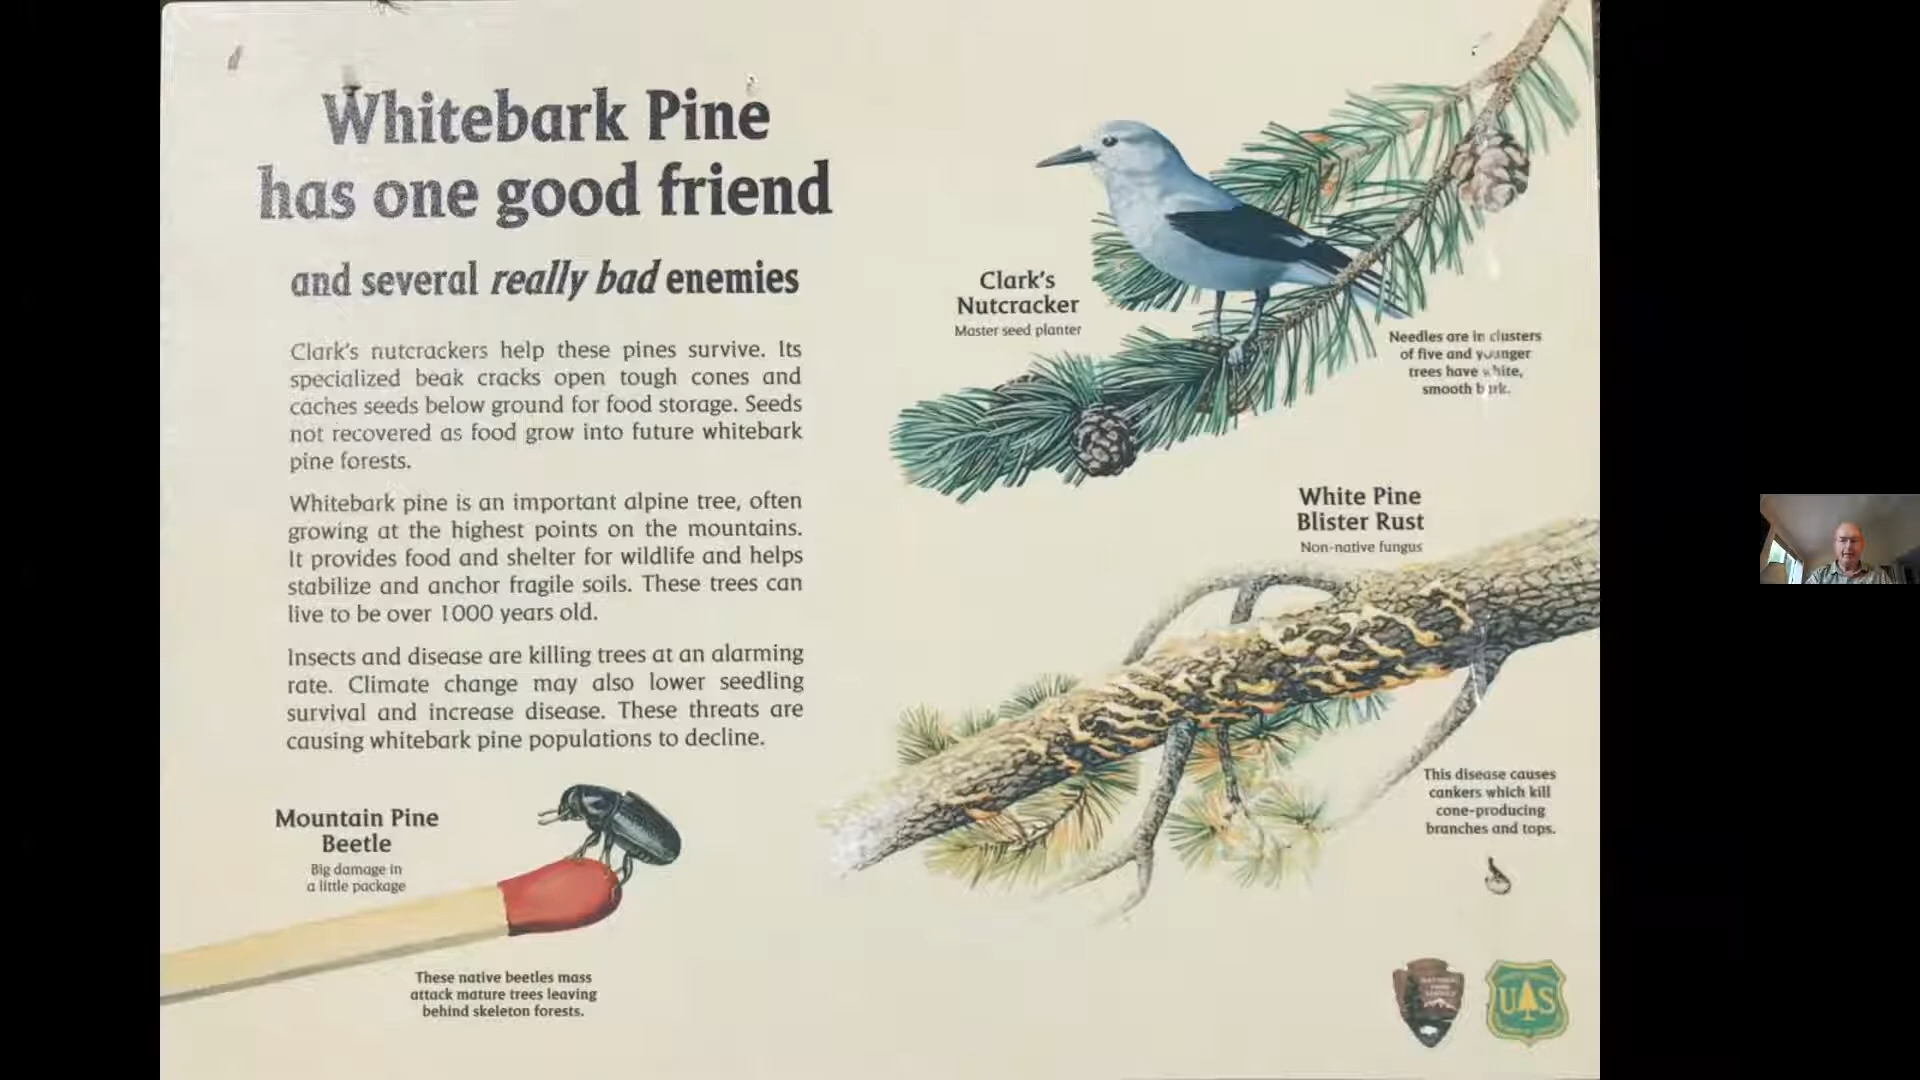 Whitebark Pine
has one good friend
and several really bad enemies
Clark's nutcrackers help these pines survive. Its
specialized beak cracks open tough cones and
caches seeds below ground for food storage. Seeds
not recovered as food grow into future whitebark
pine forests.
Whitebark pine is an important alpine tree, often
growing at the highest points on the mountains.
It provides food and shelter for wildlife and helps
stabilize and anchor fragile soils. These trees can
live to be over 1000 years old.
Insects and disease are killing trees at an alarming
rate. Climate change may also lower seedling
survival and increase disease. These threats are
causing whitebark pine populations to decline.
Mountain Pine
Beetle
Big damage in
a little package
These native beetles mass
attack mature trees leaving
behind skeleton forests.
Clark's
Nutcracker
Master seed planter
Needles are in clusters
of five and younger
trees have white,
smooth bark.
White Pine
Blister Rust
Non-native fungus
This disease causes
cankers which kill
cone-producing
branches and tops.
NATIONAL
PARK
SERVICE
U S